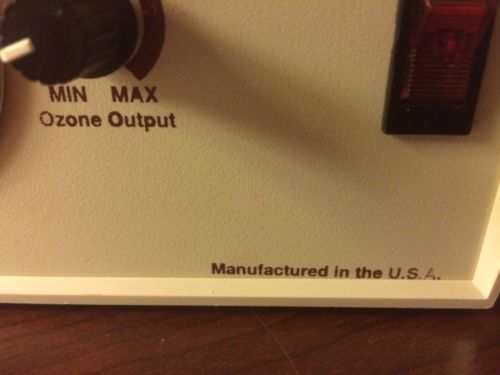 MIN MAX
Ozone Output
Manufactured in the U.S.A.